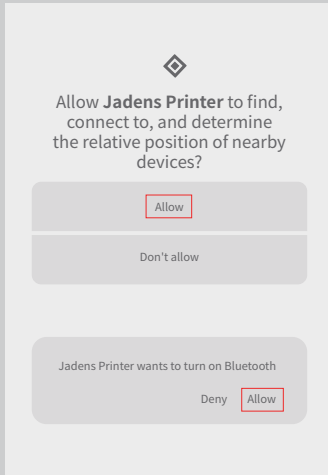 Allow Jadens Printer to find,
connect to, and determine
the relative position of nearby
devices?
Allow
Don't allow
Jadens Printer wants to turn on Bluetooth
Deny Allow